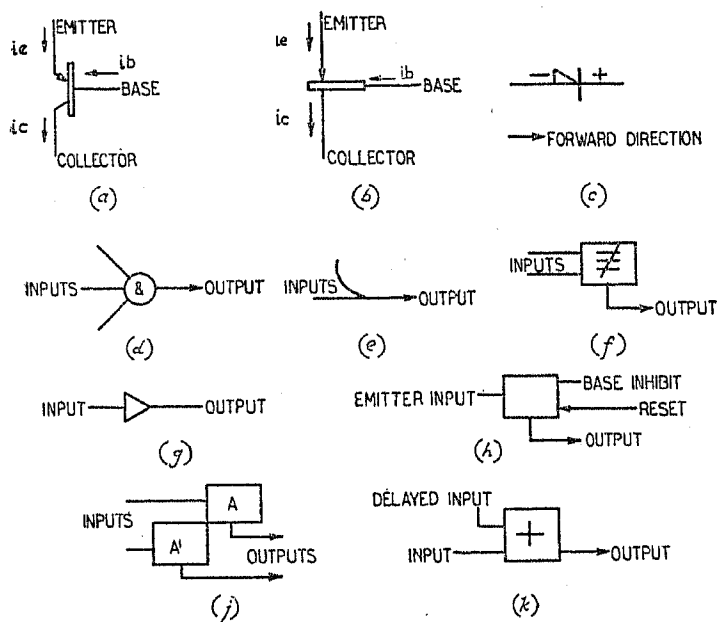 EMITTER
ie
ib
BASE
ic
COLLECTOR
(a)
EMITTER
ie
ib
BASE
ic
COLLECTOR
(b)
- +
FORWARD DIRECTION
(c)
INPUTS & OUTPUT
(d)
INPUTS
OUTPUT
(e)
INPUTS
≢
OUTPUT
(f)
INPUT OUTPUT
(g)
EMITTER INPUT
BASE INHIBIT
RESET
OUTPUT
(h)
INPUTS
A
A'
OUTPUTS
(j)
DELAYED INPUT
INPUT + OUTPUT
(k)